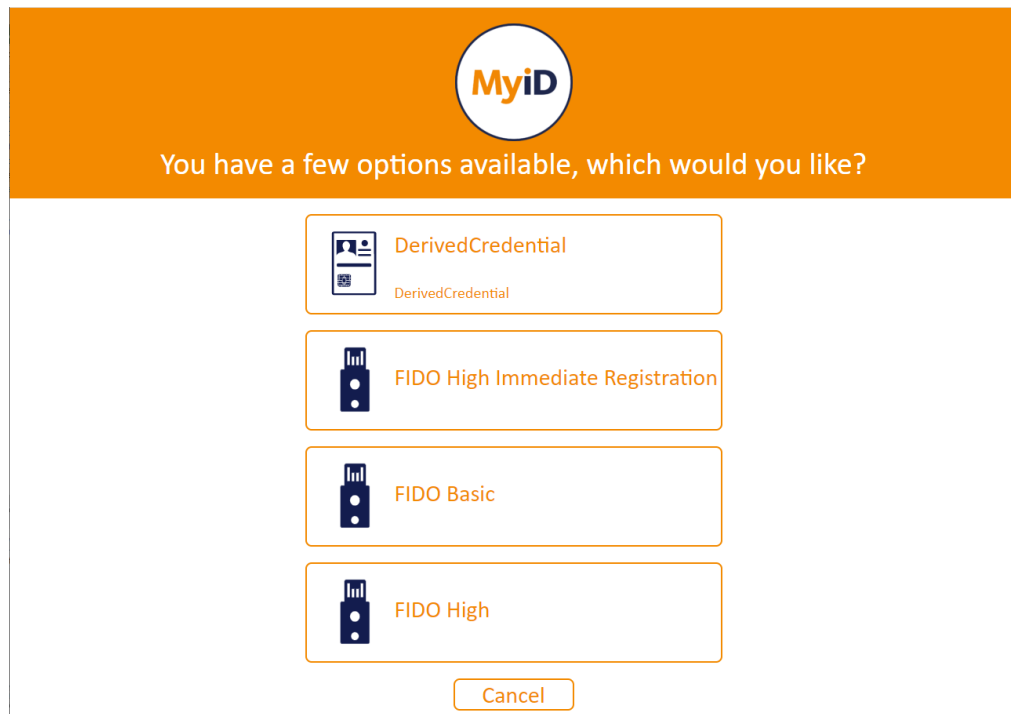 MyiD
You have a few options available, which would you like?
DerivedCredential
DerivedCredential
FIDO High Immediate Registration
FIDO Basic
FIDO High
Cancel